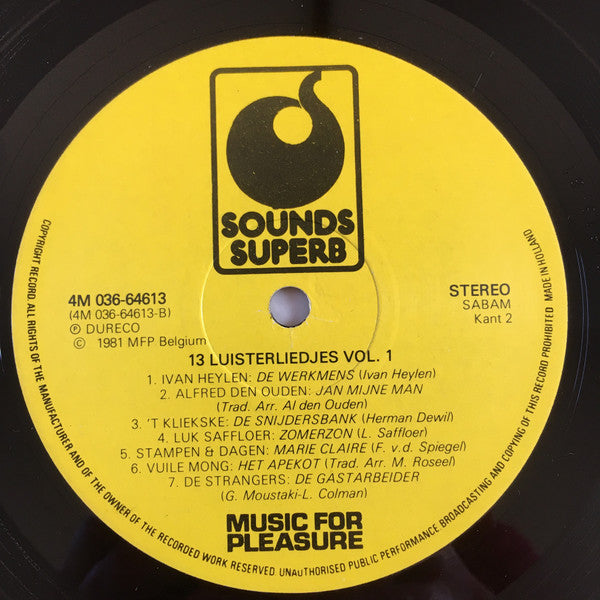 SOUNDS
SUPERB
4M 036-64613
(4M 036-64613-B)
Ⓟ DURECO
© 1981 MFP Belgium
STEREO
SABAM
Kant 2
13 LUISTERLIEDJES VOL. 1
1. IVAN HEYLEN: DE WERKMENS (Ivan Heylen)
2. ALFRED DEN OUDEN: JAN MIJNE MAN
(Trad. Arr. Al den Ouden)
3. 'T KLIEKSKE: DE SNIJDERSBANK (Herman Dewil)
4. LUK SAFFLOER: ZOMERZON (L. Saffloer)
5. STAMPEN & DAGEN: MARIE CLAIRE (F. v.d. Spiegel)
6. VUILE MONG: HET APEKOT (Trad. Arr. M. Roseel)
7. DE STRANGERS: DE GASTARBEIDER
(G. Moustaki-L. Colman)
MUSIC FOR
PLEASURE
COPYRIGHT RECORD. ALL RIGHTS OF THE MANUFACTURER AND OF THE OWNER OF THE RECORDED WORK RESERVED. UNAUTHORISED PUBLIC PERFORMANCE BROADCASTING AND COPYING OF THIS RECORD PROHIBITED MADE IN HOLLAND